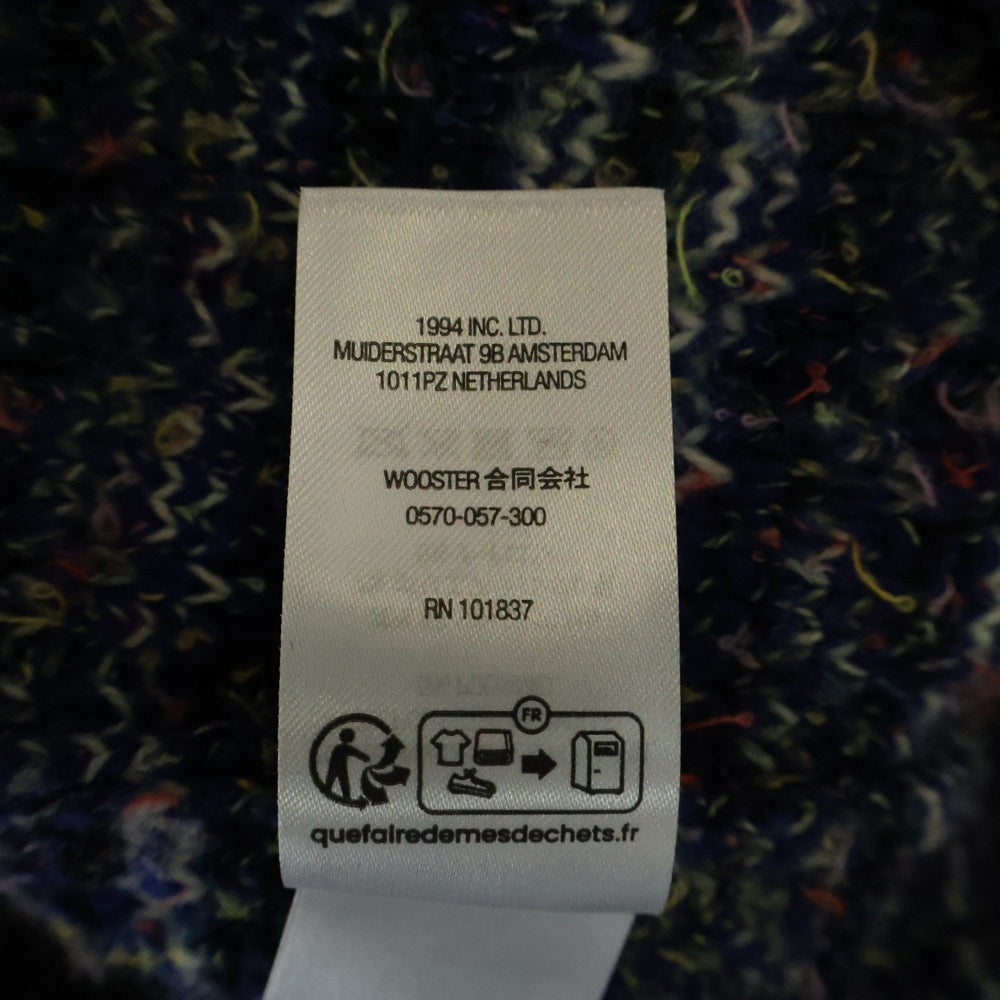 1994 INC. LTD.
MUIDERSTRAAT 9B AMSTERDAM
1011PZ NETHERLANDS
WOOSTER 合同会社
0570-057-300
RN 101837
FR
quefairedemesdechets.fr